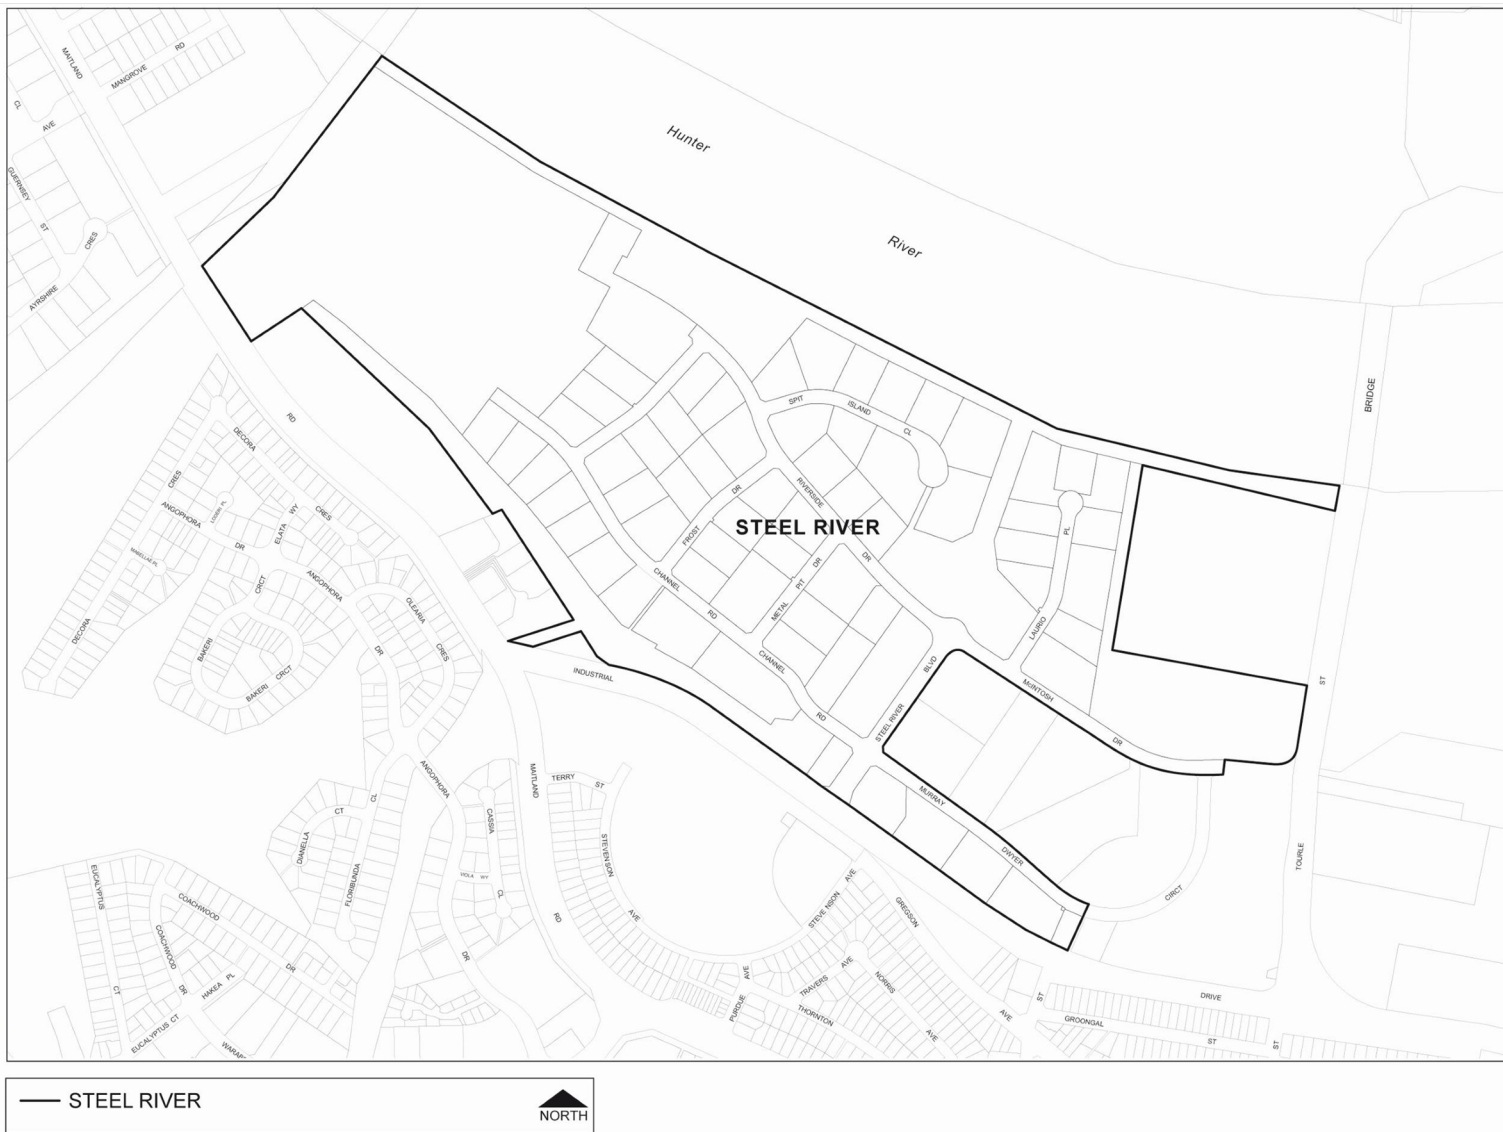 MAITLAND
MANGROVE RD
CL
AVE
GUERNSEY ST
CRES
AYRSHIRE
Hunter
River
RD
BRIDGE
DECORA
CRES
CRES
ANGOPHORA
DR
ELATA WY
ANGOPHORA
CRCT
OLEARIA
CRES
DECORA
BAKERI
BAKERI CRCT
DR
SPIT ISLAND CL
RIVERSIDE
DR
FROST
DR
STEEL RIVER
CHANNEL
RD
METAL PIT DR
CHANNEL
RD
PL
LAURIO
BLVD
STEEL RIVER
McINTOSH
DR
INDUSTRIAL
ST
MAITLAND
TERRY ST
ANGOPHORA
CL
CT
DIANELLA
CASSIA
CL
VIOLA WY
FLORIBUNDA
STEVENSON
AVE
MURRAY
DWYER
TOURLE
CIRCT
EUCALYPTUS
CT
COACHWOOD
DR
COACHWOOD
DR
HAKEA PL
EUCALYPTUS CT
DR
RD
STEVENSON AVE
GREGSON
AVE
TRAVERS AVE
NORRIS
AVE
PURDUE AVE
THORNTON
ST
GROONGAL
ST
DRIVE
ST
STEEL RIVER
NORTH